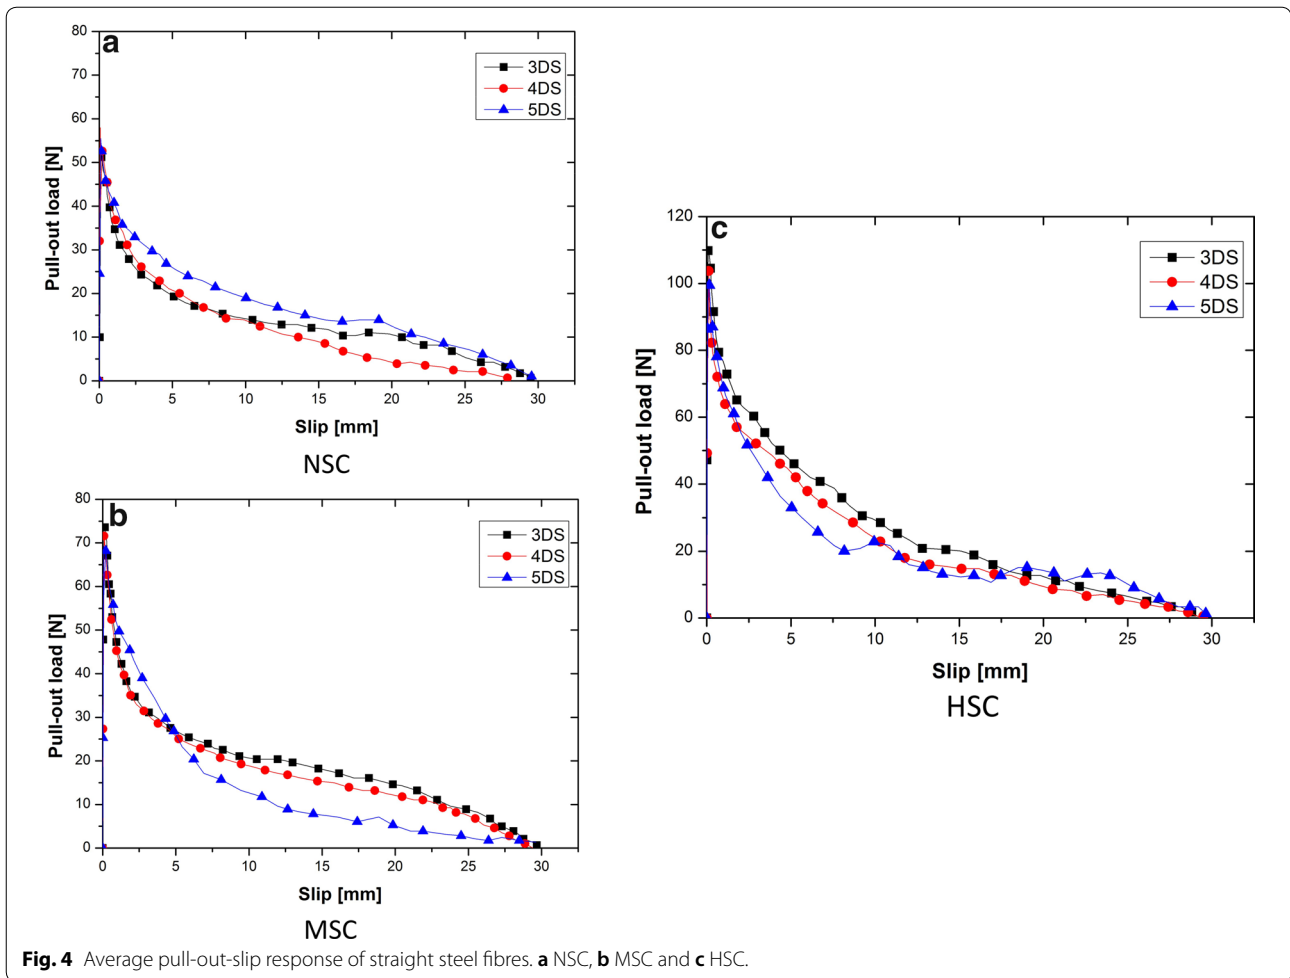 a
80
70
60
50
40
30
20
10
0
Pull-out load [N]
3DS
4DS
5DS
0 5 10 15 20 25 30
Slip [mm]
NSC
b
80
70
60
50
40
30
20
10
0
Pull-out load [N]
3DS
4DS
5DS
0 5 10 15 20 25 30
Slip [mm]
MSC
c
120
100
80
60
40
20
0
Pull-out load [N]
3DS
4DS
5DS
0 5 10 15 20 25 30
Slip [mm]
HSC
Fig. 4 Average pull-out-slip response of straight steel fibres. a NSC, b MSC and c HSC.